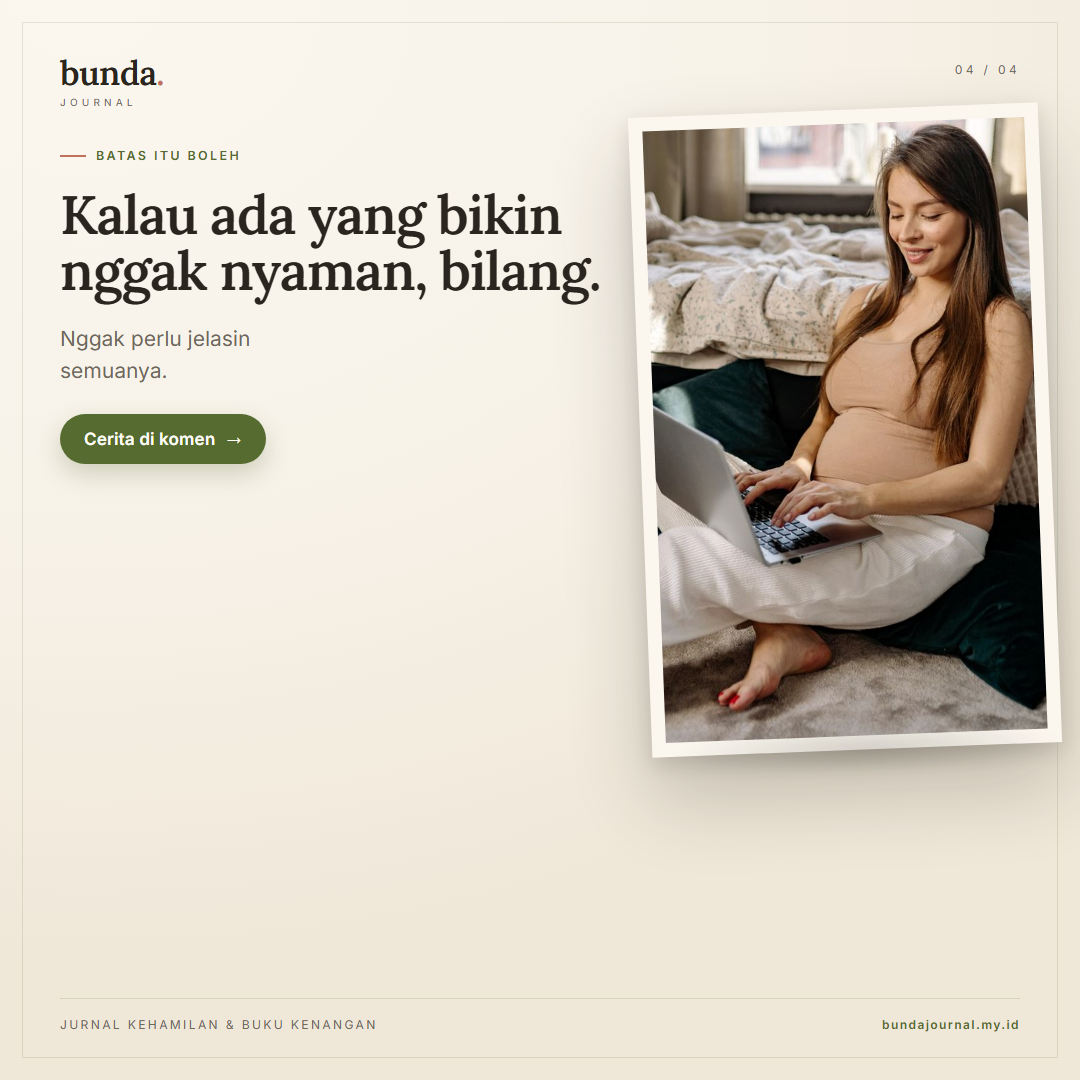 bunda.
JOURNAL
04 / 04
BATAS ITU BOLEH
Kalau ada yang bikin
nggak nyaman, bilang.
Nggak perlu jelasin
semuanya.
Cerita di komen →
JURNAL KEHAMILAN & BUKU KENANGAN
bundajournal.my.id